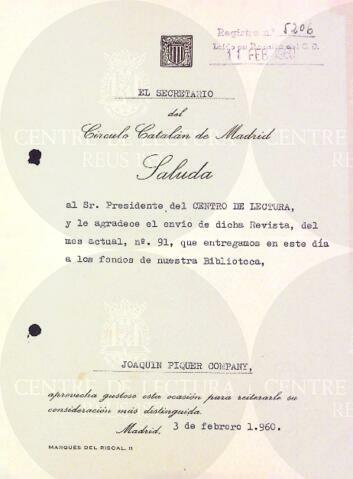 Registro nº 5206
11 FEB 1960
EL SECRETARIO
del
Círculo Catalán de Madrid
Saluda
al Sr. Presidente del CENTRO DE LECTURA,
y le agradece el envio de dicha Revista, del
mes actual, nº. 91, que entregamos en este día
a los fondos de nuestra Biblioteca,
JOAQUIN PIQUER COMPANY,
aprovecha gustoso esta ocasión para reiterarle su
consideración más distinguida.
Madrid, 3 de febrero 1.960.
MARQUÉS DEL RISCAL, 11
CENTRE DE LECTURA
REUS
CENTRE DE LECTURA
REUS